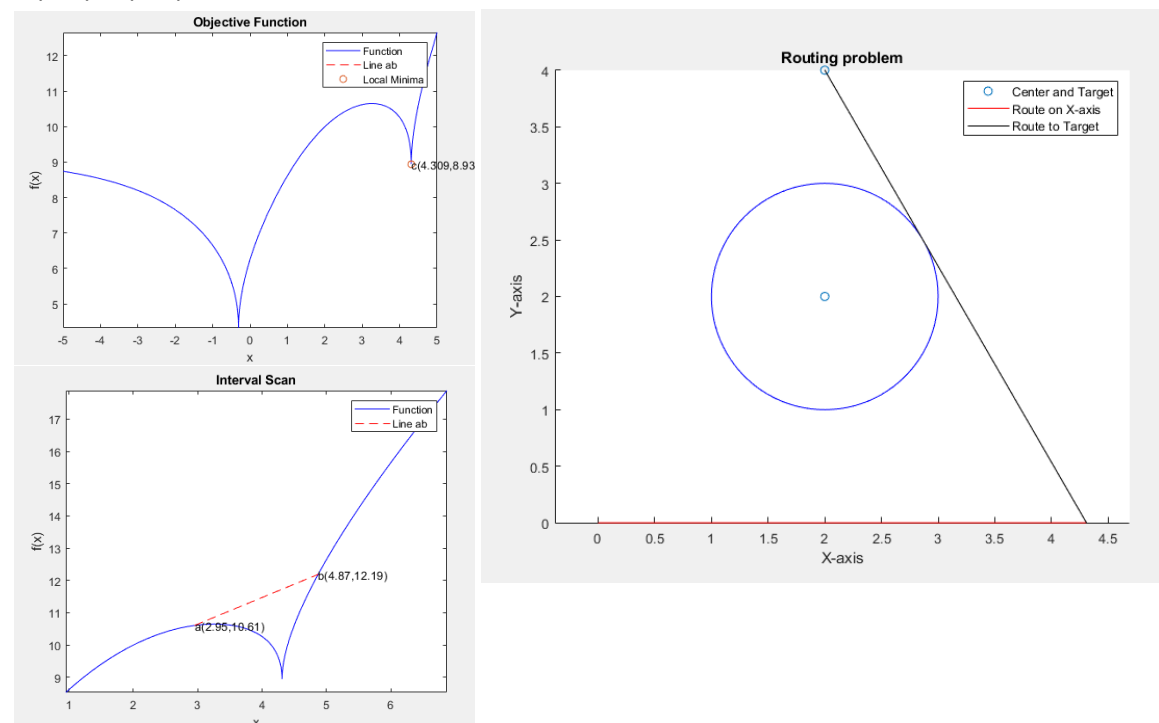 Objective Function
Function
Line ab
Local Minima
f(x)
12
11
10
9
8
7
6
5
c(4.309,8.93
-5 -4 -3 -2 -1 0 1 2 3 4 5
x
Interval Scan
Function
Line ab
f(x)
17
16
15
14
13
12
11
10
9
b(4.87,12.19)
a(2.95,10.61)
1 2 3 4 5 6
Routing problem
Center and Target
Route on X-axis
Route to Target
Y-axis
4
3.5
3
2.5
2
1.5
1
0.5
0
0 0.5 1 1.5 2 2.5 3 3.5 4 4.5
X-axis